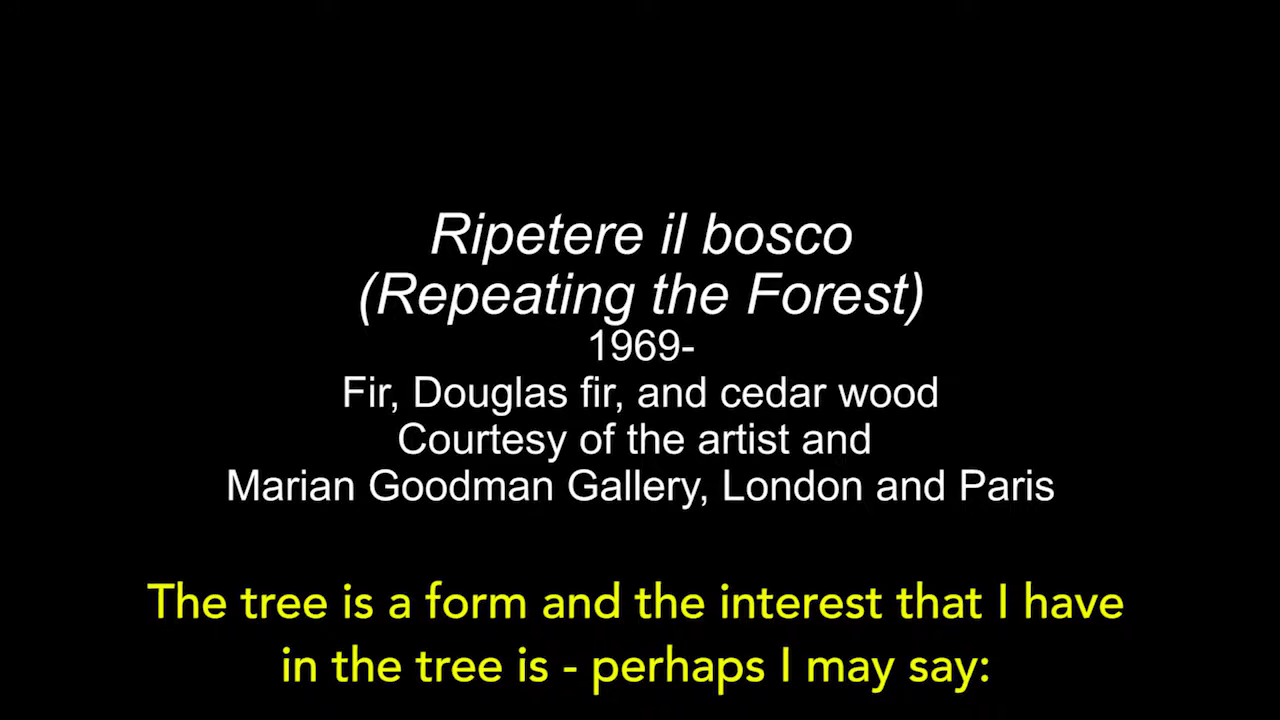 Ripetere il bosco
(Repeating the Forest)
1969-
Fir, Douglas fir, and cedar wood
Courtesy of the artist and
Marian Goodman Gallery, London and Paris
The tree is a form and the interest that I have
in the tree is - perhaps I may say: